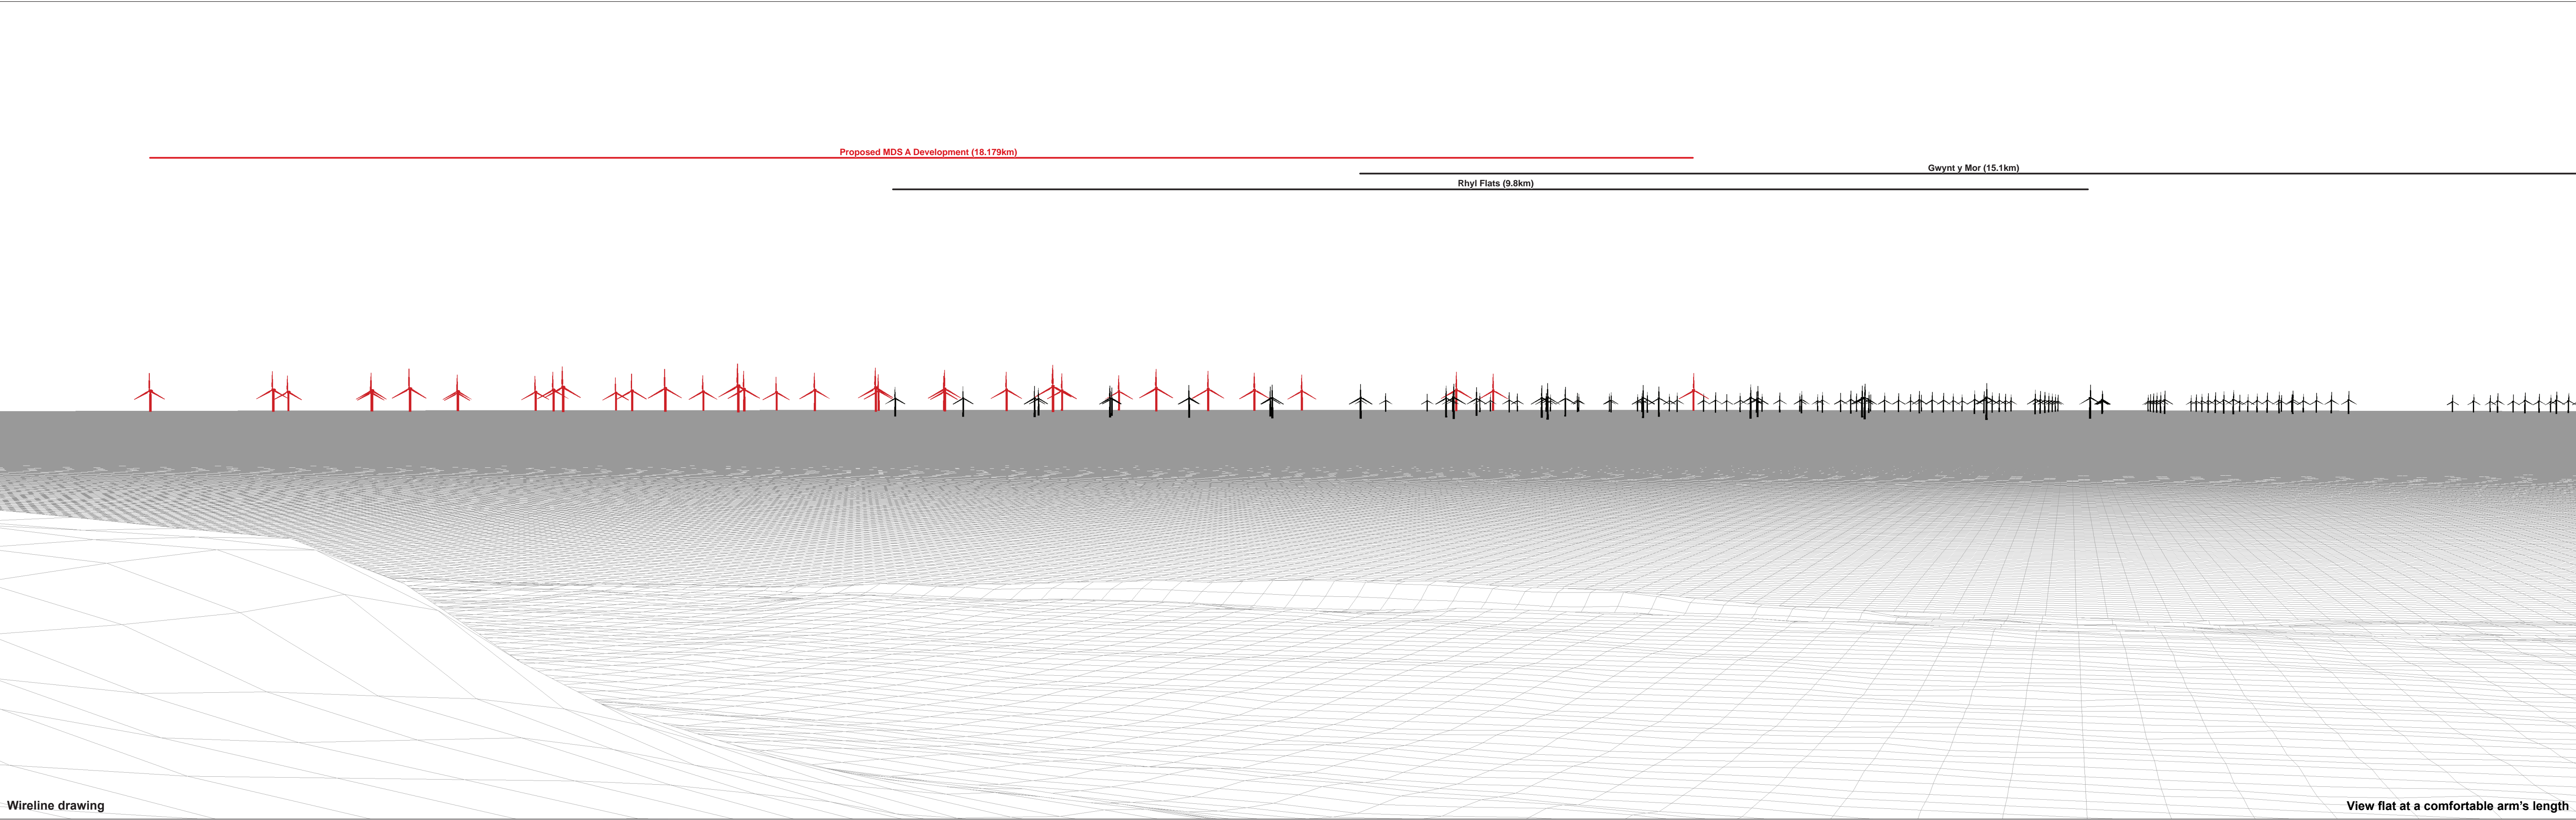 Proposed MDS A Development (18.179km)
Gwynt y Mor (15.1km)
Rhyl Flats (9.8km)
Wireline drawing
View flat at a comfortable arm's length